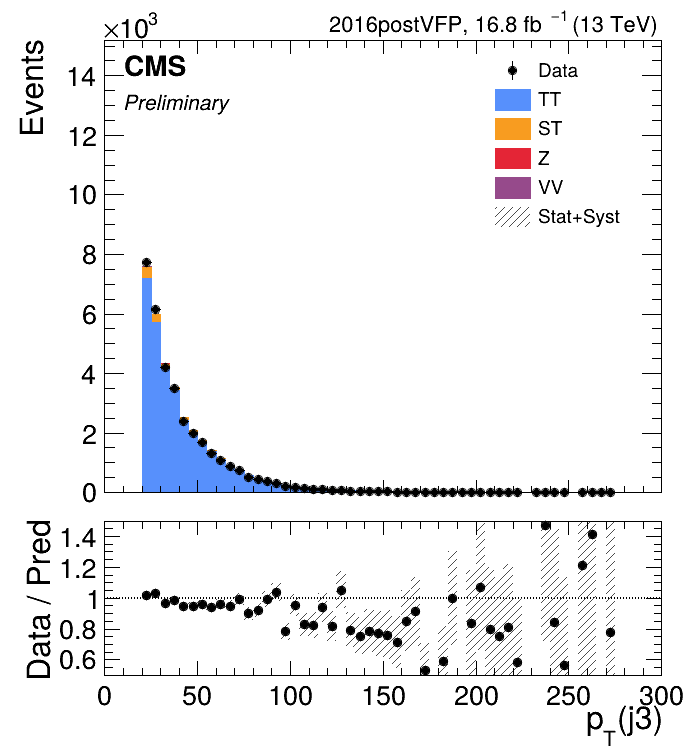 ×10³
2016postVFP, 16.8 fb ⁻¹ (13 TeV)
CMS
Preliminary
Data
TT
ST
Z
VV
Stat+Syst
Events
14
12
10
8
6
4
2
0
Data / Pred
1.4
1.2
1
0.8
0.6
0 50 100 150 200 250 300
p_T(j3)